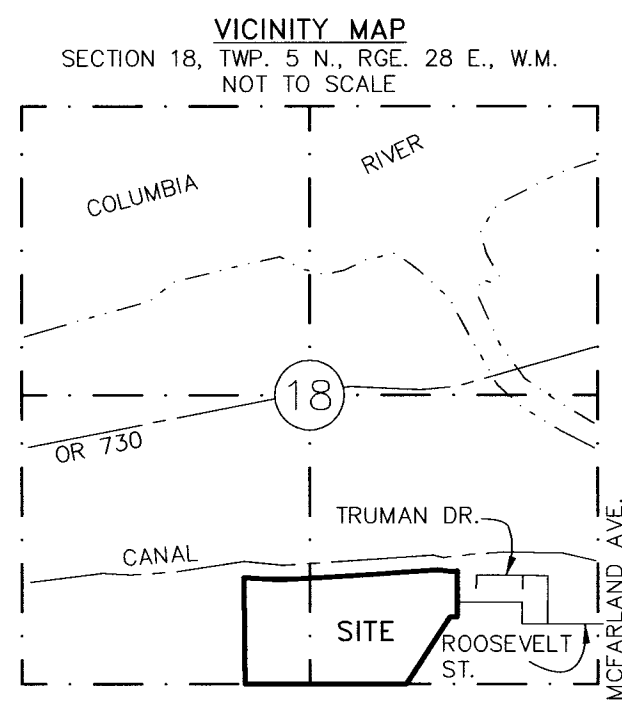 VICINITY MAP
SECTION 18, TWP. 5 N., RGE. 28 E., W.M.
NOT TO SCALE
COLUMBIA
RIVER
18
OR 730
TRUMAN DR.
CANAL
MCFARLAND AVE.
SITE
ROOSEVELT
ST.